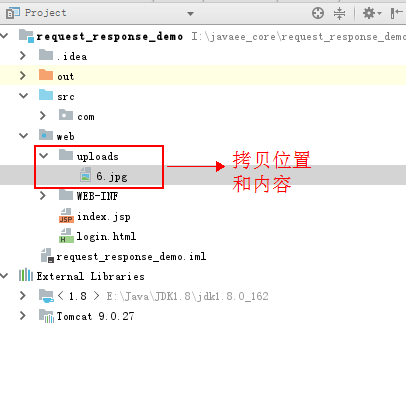 Project
request_response_demo I:\javaee_core\request_response_demo
.idea
out
src
com
web
uploads
6.jpg
拷贝位置
和内容
WEB-INF
index.jsp
login.html
request_response_demo.iml
External Libraries
< 1.8 > E:\Java\JDK1.8\jdk1.8.0_162
Tomcat 9.0.27